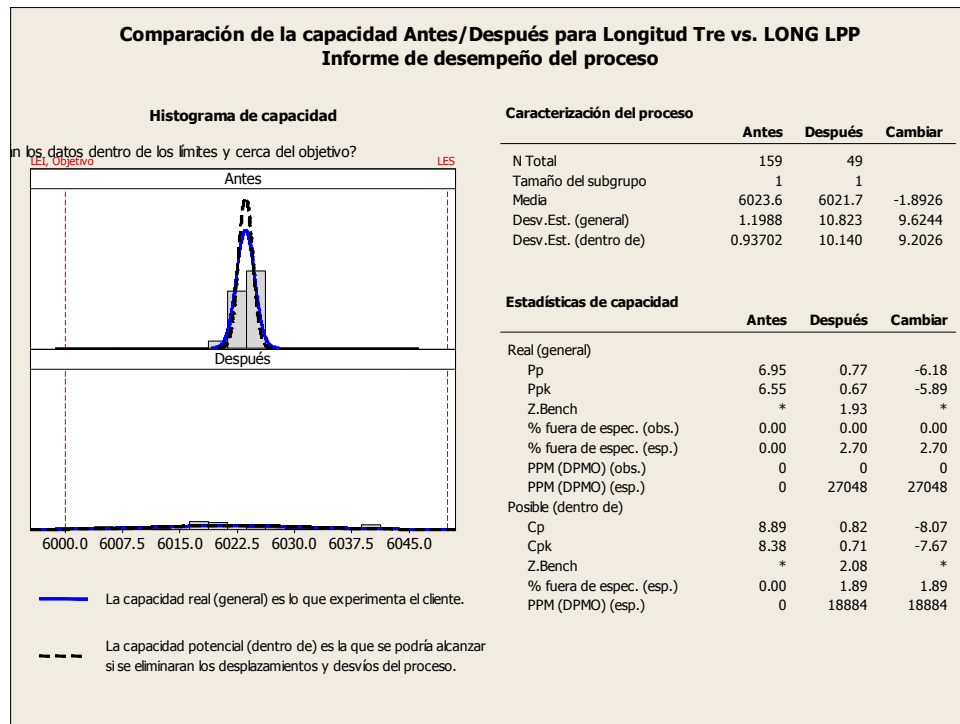 Comparación de la capacidad Antes/Después para Longitud Tre vs. LONG LPP
Informe de desempeño del proceso
Histograma de capacidad
án los datos dentro de los límites y cerca del objetivo?
LEI, Objetivo
LES
Antes
Después
6000.0 6007.5 6015.0 6022.5 6030.0 6037.5 6045.0
La capacidad real (general) es lo que experimenta el cliente.
La capacidad potencial (dentro de) es la que se podría alcanzar
si se eliminaran los desplazamientos y desvíos del proceso.
Caracterización del proceso
Antes Después Cambiar
N Total 159 49
Tamaño del subgrupo 1 1
Media 6023.6 6021.7 -1.8926
Desv.Est. (general) 1.1988 10.823 9.6244
Desv.Est. (dentro de) 0.93702 10.140 9.2026
Estadísticas de capacidad
Antes Después Cambiar
Real (general)
Pp 6.95 0.77 -6.18
Ppk 6.55 0.67 -5.89
Z.Bench * 1.93 *
% fuera de espec. (obs.) 0.00 0.00 0.00
% fuera de espec. (esp.) 0.00 2.70 2.70
PPM (DPMO) (obs.) 0 0 0
PPM (DPMO) (esp.) 0 27048 27048
Posible (dentro de)
Cp 8.89 0.82 -8.07
Cpk 8.38 0.71 -7.67
Z.Bench * 2.08 *
% fuera de espec. (esp.) 0.00 1.89 1.89
PPM (DPMO) (esp.) 0 18884 18884